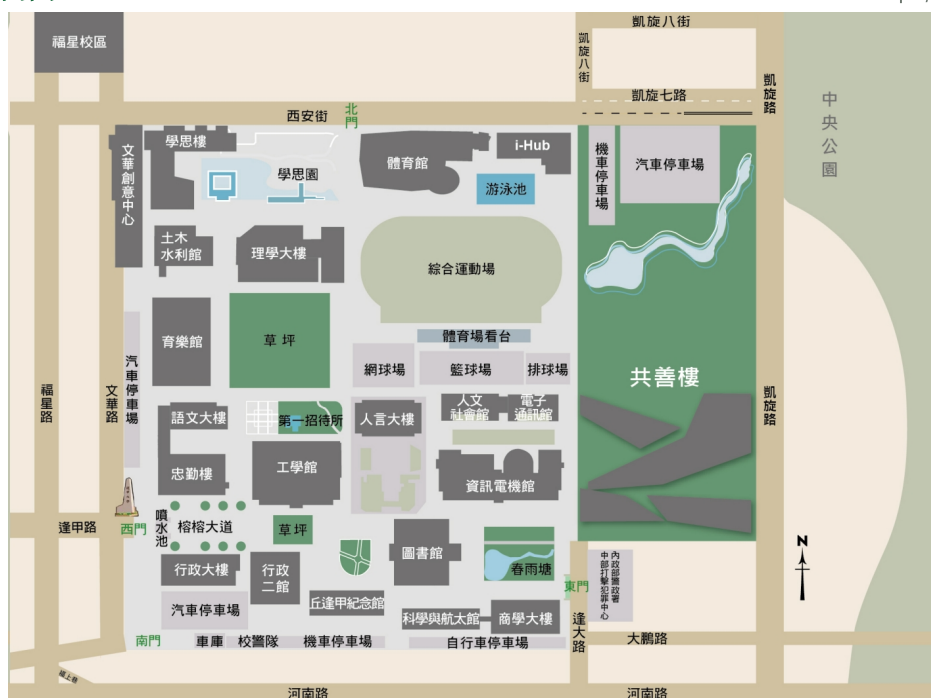 凱旋八街
福星校區
凱旋八街
凱旋七路
凱旋路
中央公園
西安街
北門
學思樓
i-Hub
文華創意中心
學思園
體育館
游泳池
機車停車場
汽車停車場
土木
水利館
理學大樓
綜合運動場
育樂館
草坪
體育場看台
汽車停車場
網球場
籃球場
排球場
共善樓
福星路
文華路
凱旋路
語文大樓
第一招待所
人言大樓
人文
社會館
電子
通訊館
忠勤樓
工學館
資訊電機館
逢甲路
西門
噴水池
榕榕大道
草坪
圖書館
N
行政大樓
行政
二館
春雨塘
東門
內政部警政署
中部打擊犯罪中心
汽車停車場
丘逢甲紀念館
科學與航太館
商學大樓
逢大路
南門
車庫
校警隊
機車停車場
自行車停車場
大鵬路
河南路
河南路